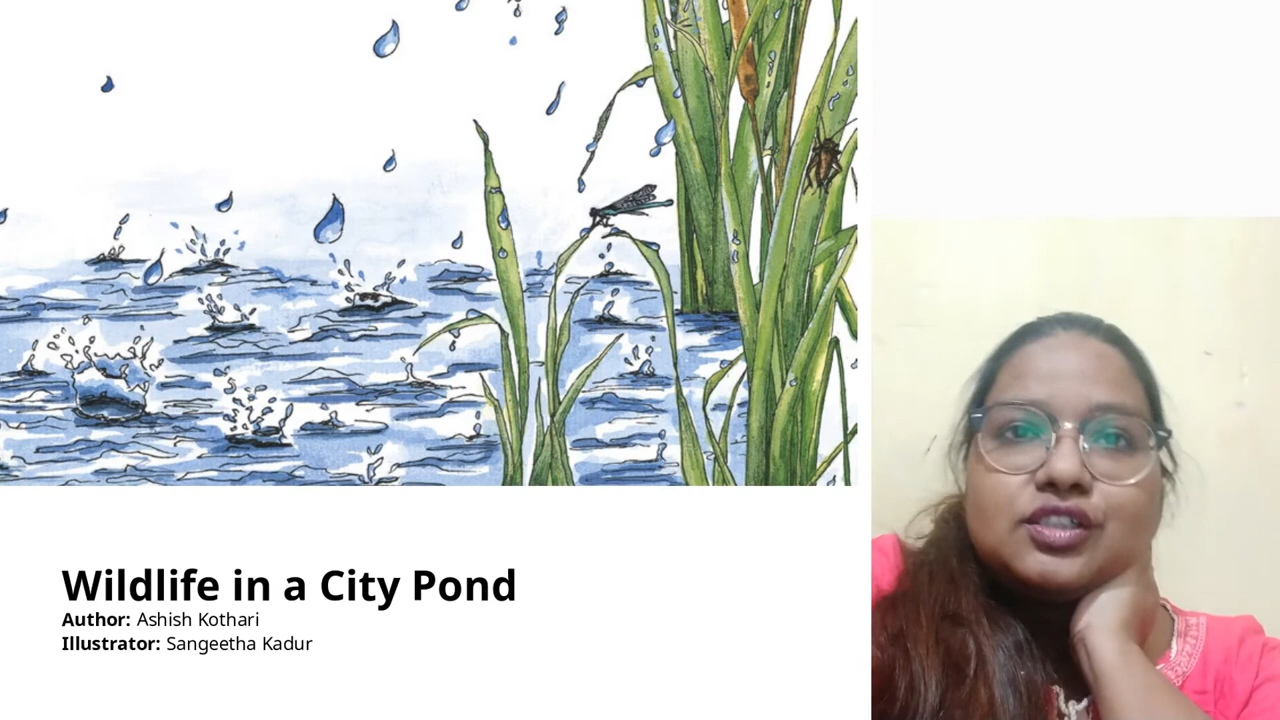 Wildlife in a City Pond
Author: Ashish Kothari
Illustrator: Sangeetha Kadur